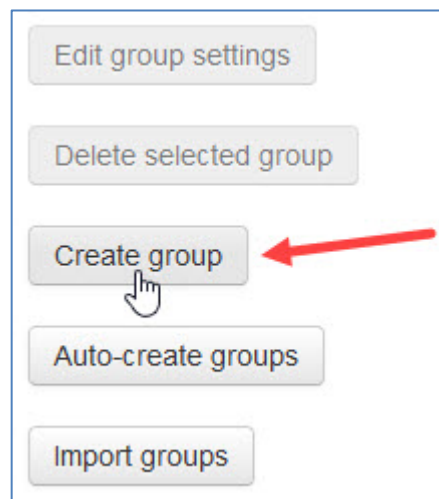 Edit group settings
Delete selected group
Create group
Auto-create groups
Import groups